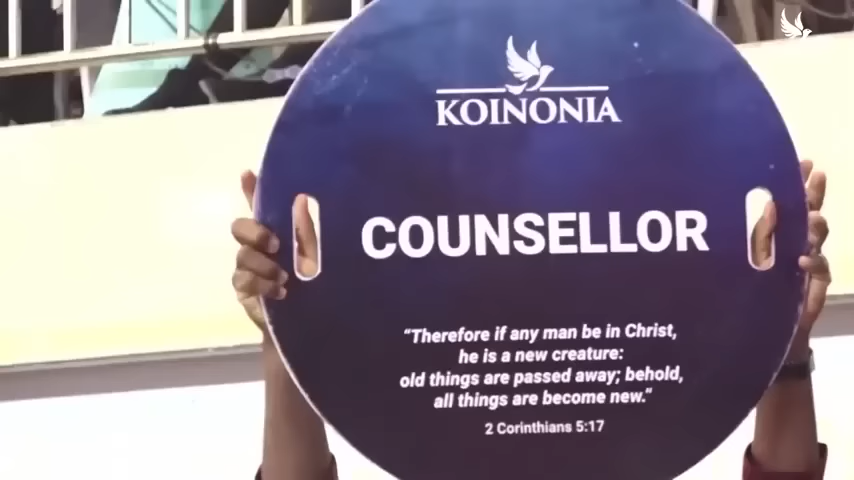 KOINONIA
COUNSELLOR
“Therefore if any man be in Christ,
he is a new creature:
old things are passed away; behold,
all things are become new.”
2 Corinthians 5:17